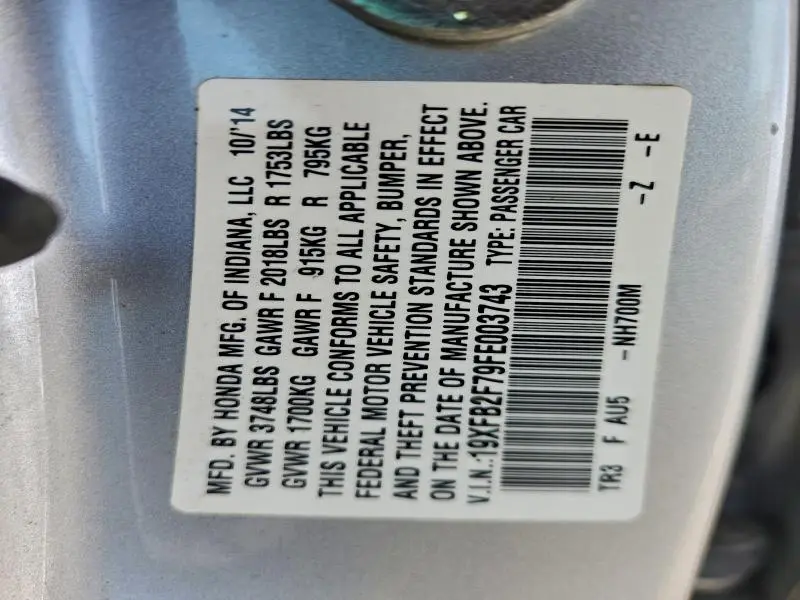 MFD. BY HONDA MFG. OF INDIANA, LLC 10/'14
GVWR 3748LBS GAWR F 2018LBS R 1753LBS
GVWR 1700KG GAWR F 915KG R 795KG
THIS VEHICLE CONFORMS TO ALL APPLICABLE
FEDERAL MOTOR VEHICLE SAFETY, BUMPER,
AND THEFT PREVENTION STANDARDS IN EFFECT
ON THE DATE OF MANUFACTURE SHOWN ABOVE.
V.I.N.:19XFB2F79FE003743 TYPE: PASSENGER CAR
TR3 F AU5 -NH700M -Z -E